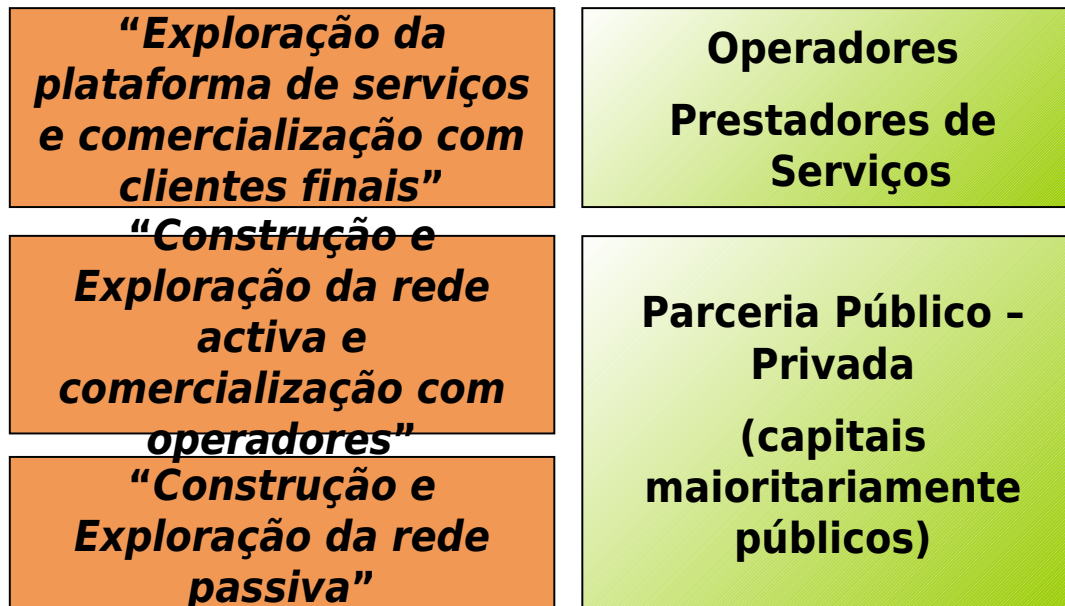 “Exploração da
plataforma de serviços
e comercialização com
clientes finais”
Operadores
Prestadores de
Serviços
“Construção e
Exploração da rede
activa e
comercialização com
operadores”
Parceria Público –
Privada
(capitais
maioritariamente
públicos)
“Construção e
Exploração da rede
passiva”